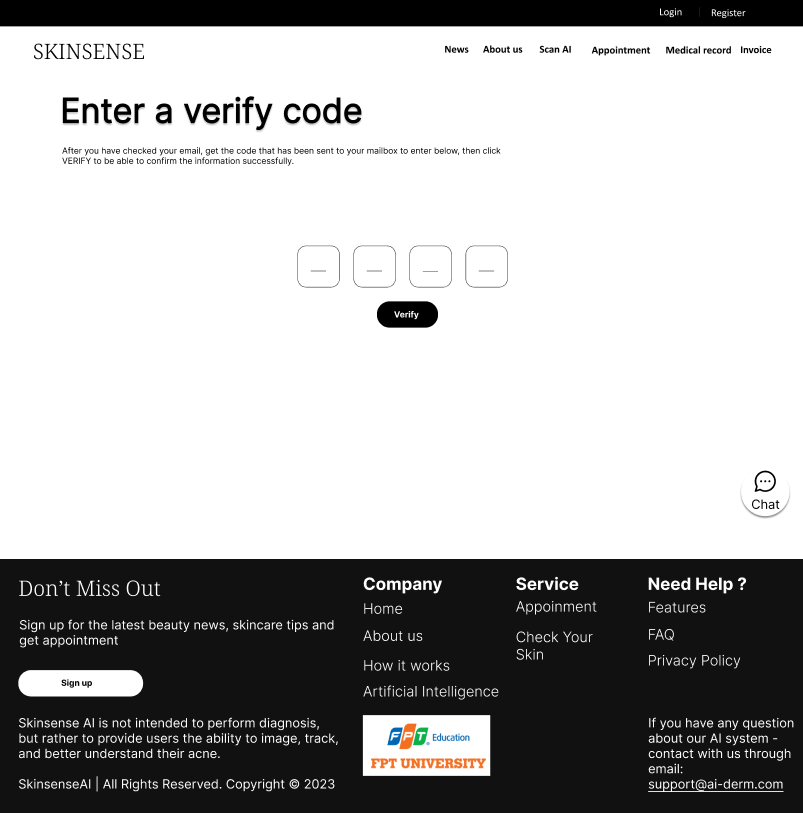 Login
Register
SKINSENSE
News
About us
Scan AI
Appointment
Medical record
Invoice
Enter a verify code
After you have checked your email, get the code that has been sent to your mailbox to enter below, then click
VERIFY to be able to confirm the information successfully.
Verify
Chat
Don’t Miss Out
Sign up for the latest beauty news, skincare tips and
get appointment
Sign up
Skinsense AI is not intended to perform diagnosis,
but rather to provide users the ability to image, track,
and better understand their acne.
SkinsenseAI | All Rights Reserved. Copyright © 2023
Company
Home
About us
How it works
Artificial Intelligence
FPT Education
FPT UNIVERSITY
Service
Appoinment
Check Your
Skin
Need Help ?
Features
FAQ
Privacy Policy
If you have any question
about our AI system -
contact with us through
email:
support@ai-derm.com